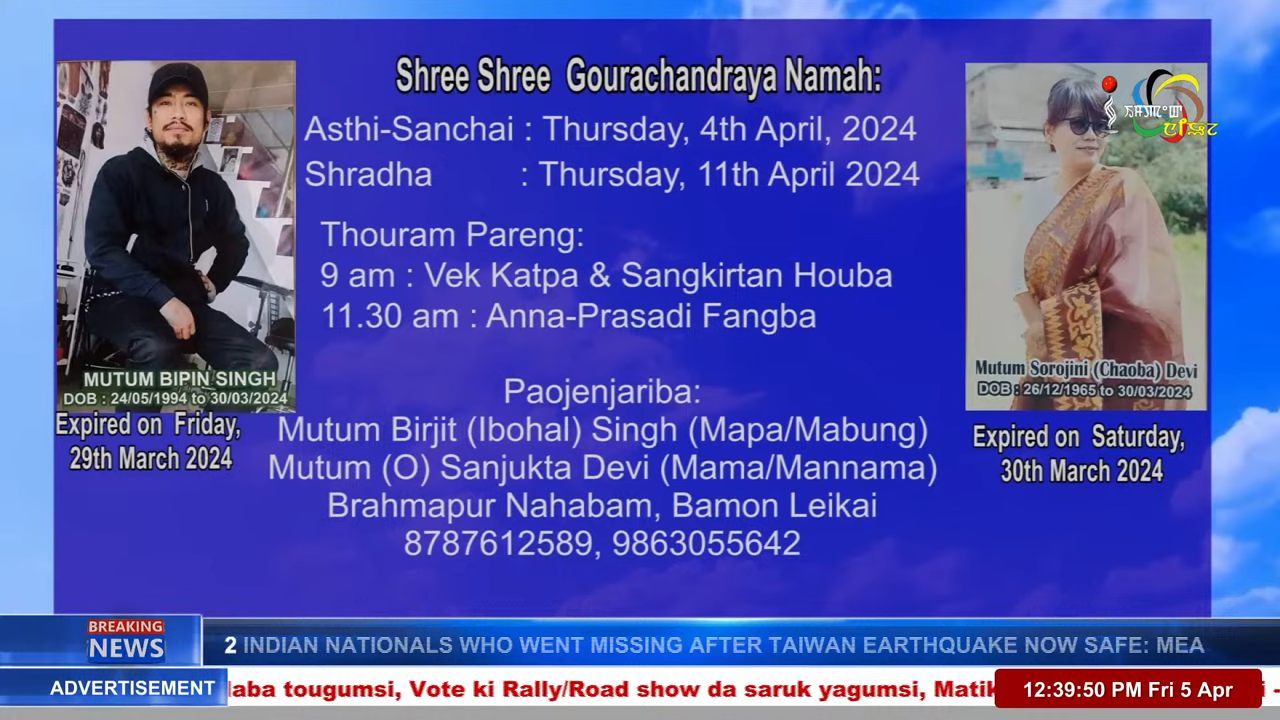 Shree Shree Gourachandraya Namah:
Asthi-Sanchai : Thursday, 4th April, 2024
Shradha : Thursday, 11th April 2024
Thouram Pareng:
9 am : Vek Katpa & Sangkirtan Houba
11.30 am : Anna-Prasadi Fangba
Paojenjariba:
Mutum Birjit (Ibohal) Singh (Mapa/Mabung)
Mutum (O) Sanjukta Devi (Mama/Mannama)
Brahmapur Nahabam, Bamon Leikai
8787612589, 9863055642
MUTUM BIPIN SINGH
DOB : 24/05/1994 to 30/03/2024
Expired on Friday,
29th March 2024
Mutum Sorojini (Chaoba) Devi
DOB : 26/12/1965 to 30/03/2024
Expired on Saturday,
30th March 2024
BREAKING
NEWS
2 INDIAN NATIONALS WHO WENT MISSING AFTER TAIWAN EARTHQUAKE NOW SAFE: MEA
ADVERTISEMENT
tougumsi, Vote ki Rally/Road show da saruk yagumsi,
12:39:50 PM Fri 5 Apr